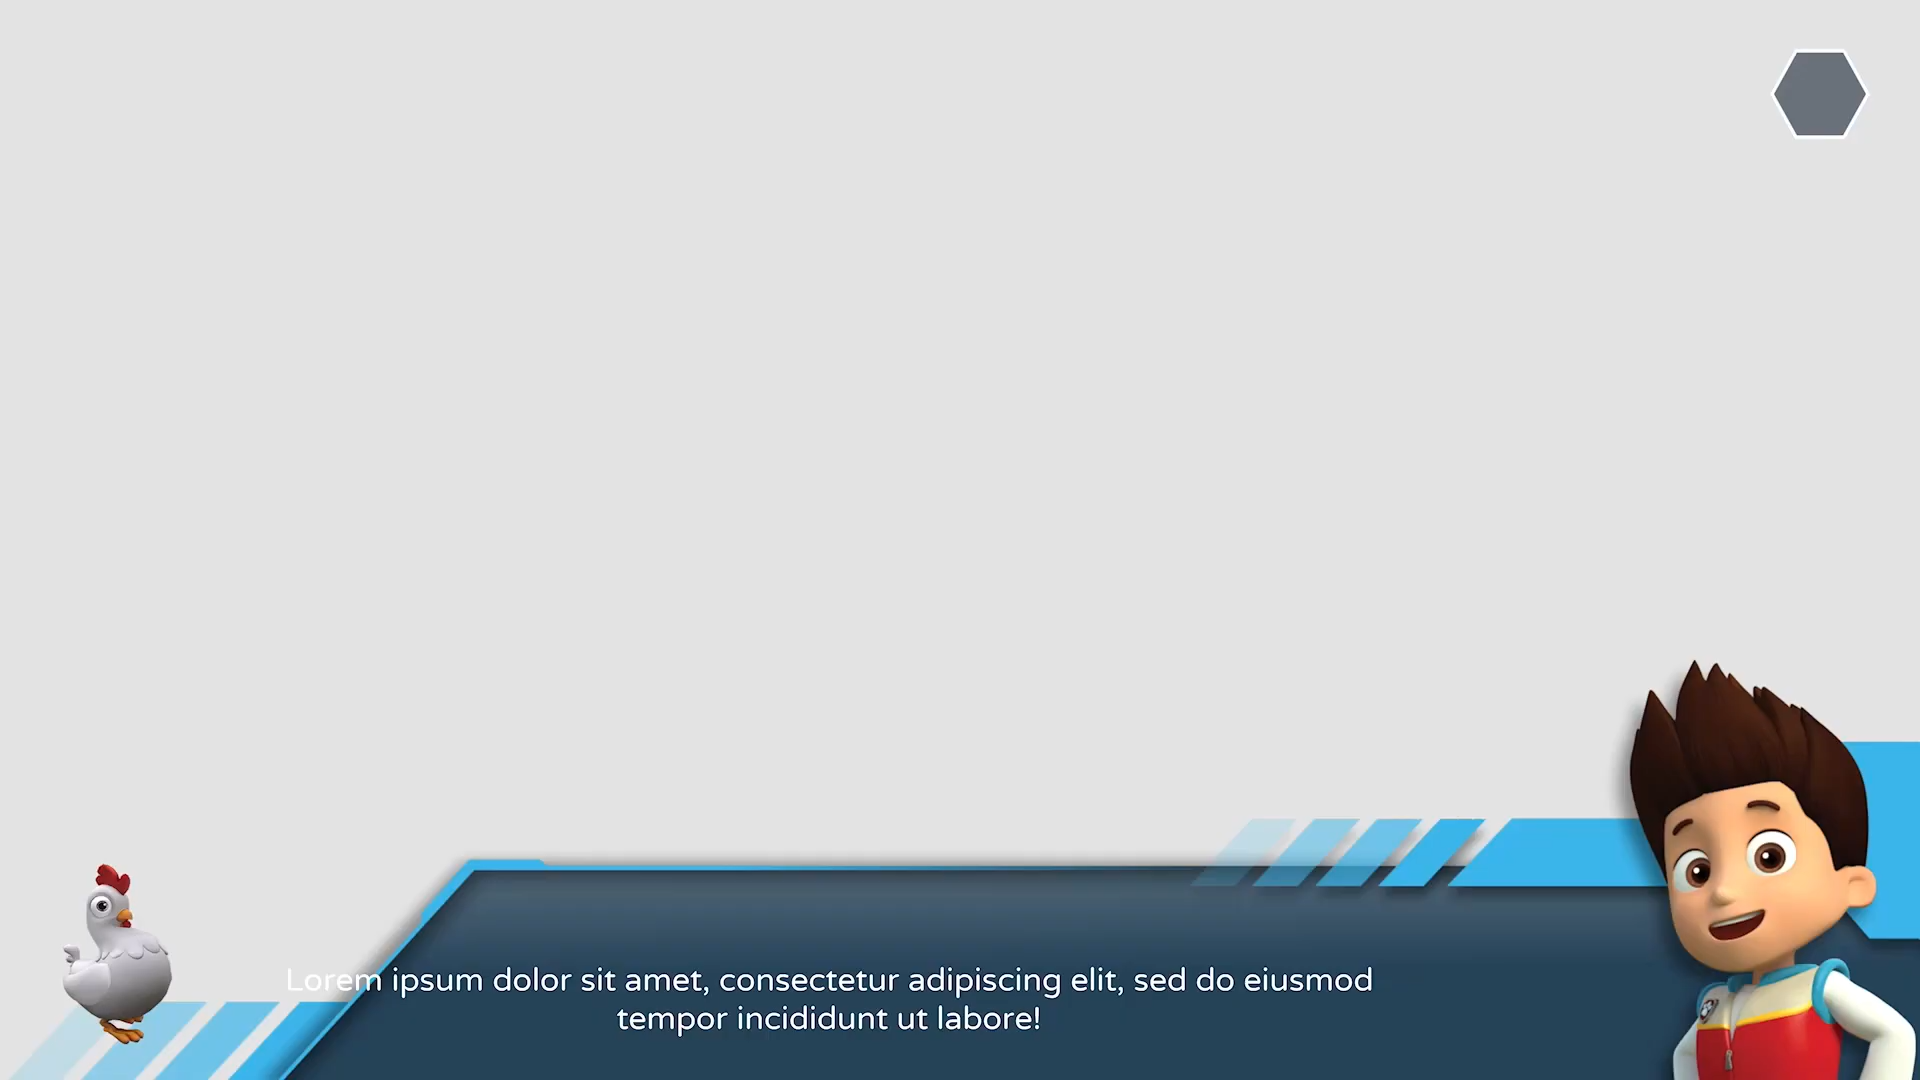 Lorem ipsum dolor sit amet, consectetur adipiscing elit, sed do eiusmod
tempor incididunt ut labore!